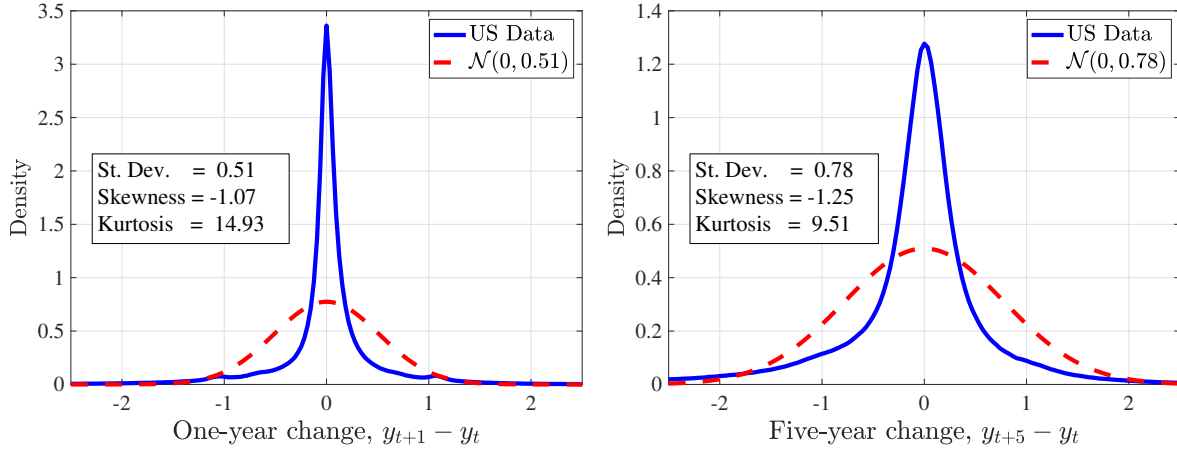 3.5
3
2.5
2
1.5
1
0.5
0
Density
US Data
N(0, 0.51)
St. Dev. = 0.51
Skewness = -1.07
Kurtosis = 14.93
-2 -1 0 1 2
One-year change, y_{t+1} − y_t
1.4
1.2
1
0.8
0.6
0.4
0.2
0
Density
US Data
N(0, 0.78)
St. Dev. = 0.78
Skewness = -1.25
Kurtosis = 9.51
-2 -1 0 1 2
Five-year change, y_{t+5} − y_t